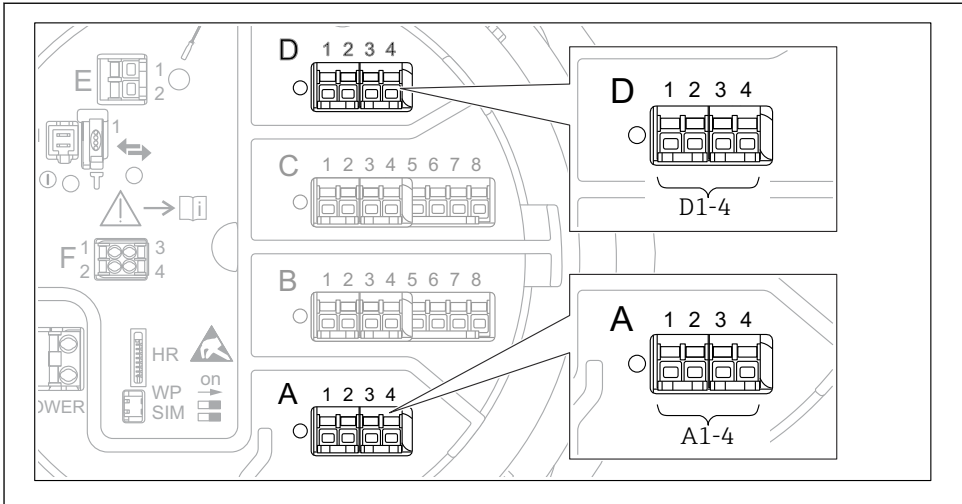 D 1 2 3 4
E 1
2
1
C 1 2 3 4 5 6 7 8
i
F 1 3
2 4
B 1 2 3 4 5 6 7 8
HR
WP on
SIM
OWER
A 1 2 3 4
D 1 2 3 4
D1-4
A 1 2 3 4
A1-4